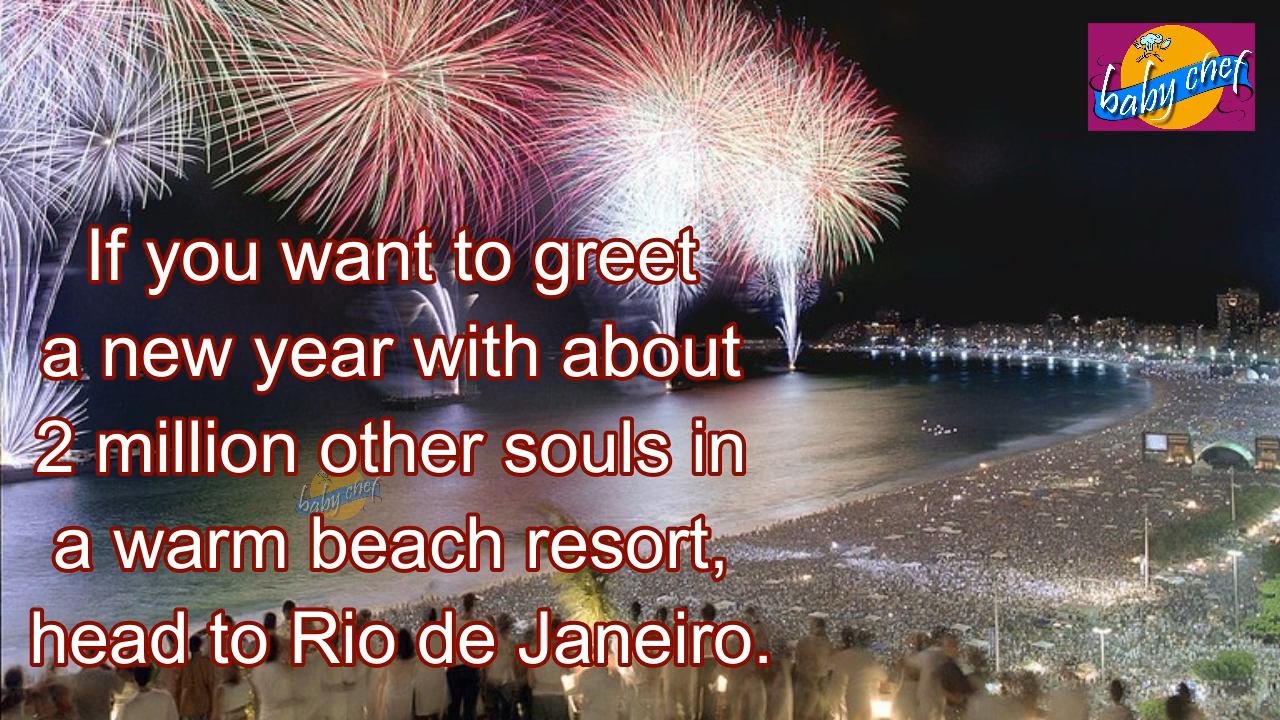 baby chef
If you want to greet
a new year with about
2 million other souls in
baby chef
a warm beach resort,
head to Rio de Janeiro.